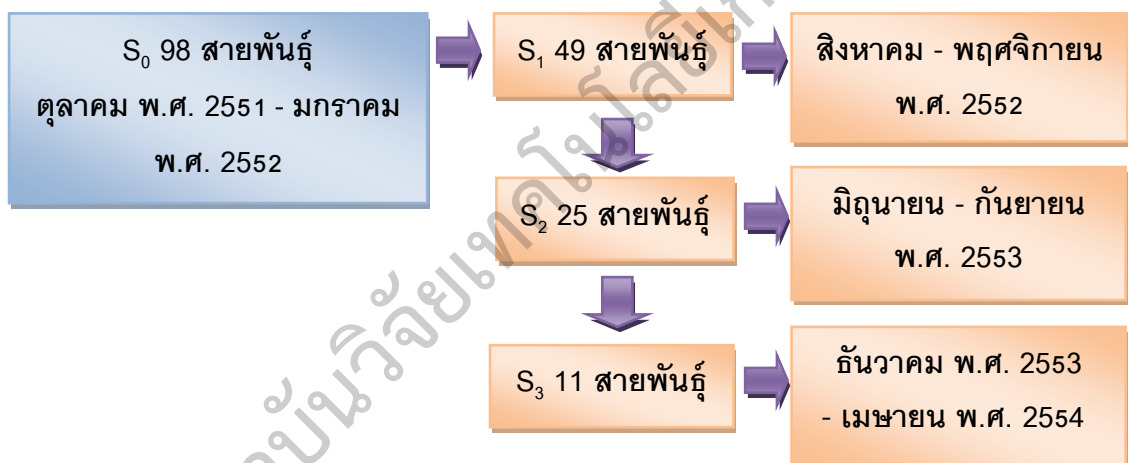 S₀ 98 สายพันธุ์
ตุลาคม พ.ศ. 2551 - มกราคม
พ.ศ. 2552
S₁ 49 สายพันธุ์
สิงหาคม - พฤศจิกายน
พ.ศ. 2552
S₂ 25 สายพันธุ์
มิถุนายน - กันยายน
พ.ศ. 2553
S₃ 11 สายพันธุ์
ธันวาคม พ.ศ. 2553
- เมษายน พ.ศ. 2554